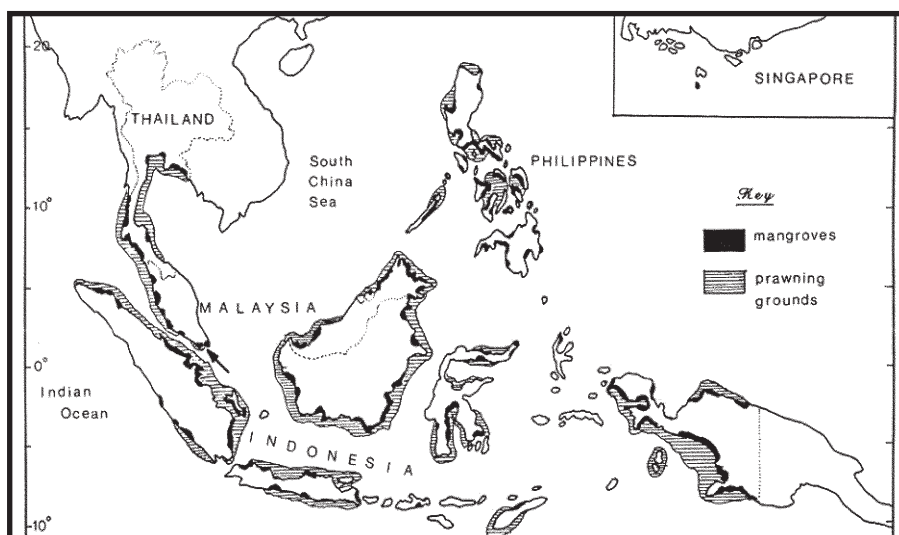 20
THAILAND
South
China
Sea
PHILIPPINES
SINGAPORE
Key
mangroves
prawning
grounds
10°
MALAYSIA
0°
Indian
Ocean
INDONESIA
10°